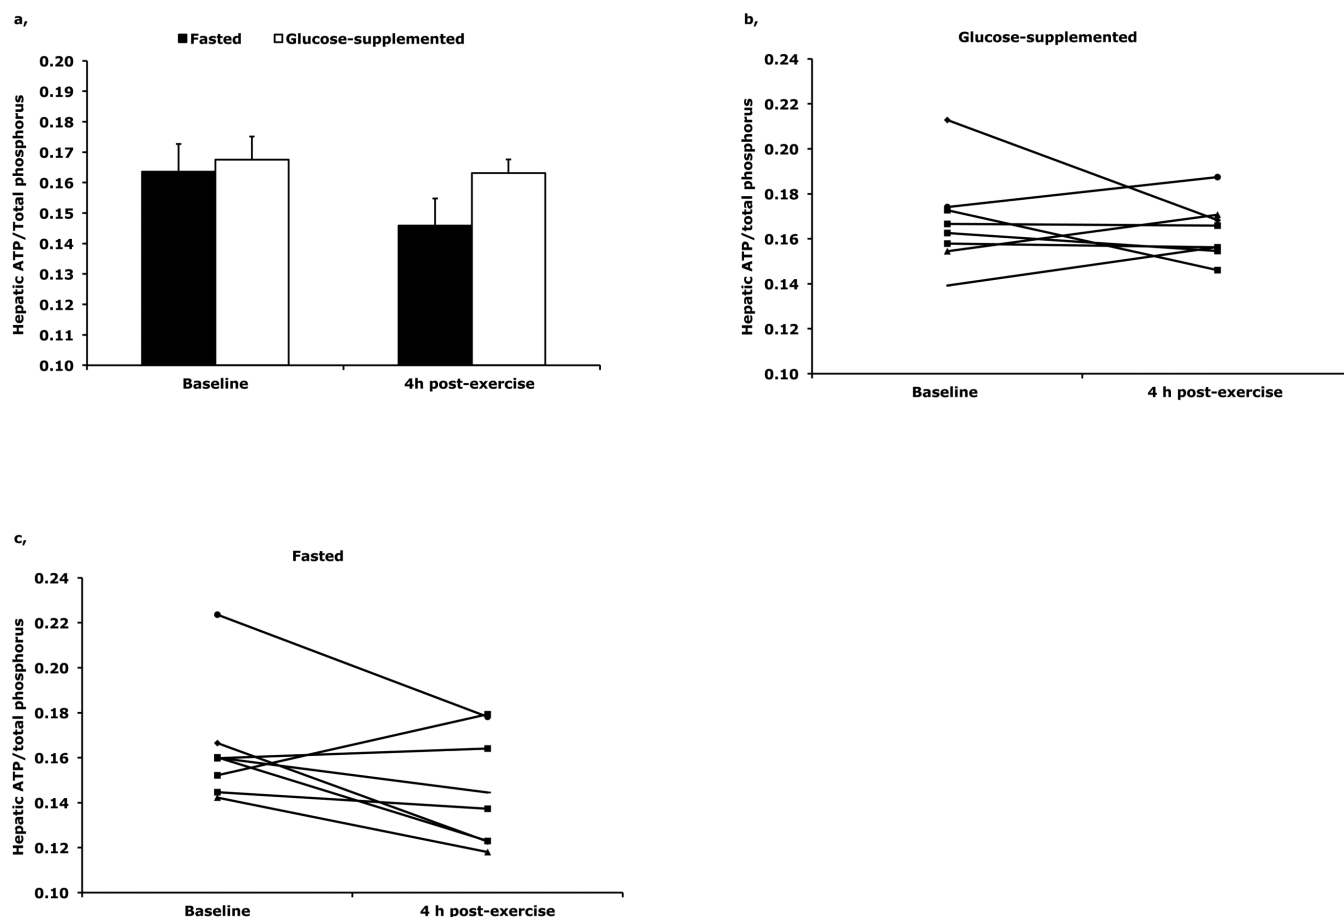 a,
Fasted Glucose-supplemented
Hepatic ATP/Total phosphorus
0.20
0.19
0.18
0.17
0.16
0.15
0.14
0.13
0.12
0.11
0.10
Baseline 4h post-exercise
b,
Glucose-supplemented
Hepatic ATP/total phosphorus
0.24
0.22
0.20
0.18
0.16
0.14
0.12
0.10
Baseline 4 h post-exercise
c,
Fasted
Hepatic ATP/total phosphorus
0.24
0.22
0.20
0.18
0.16
0.14
0.12
0.10
Baseline 4 h post-exercise